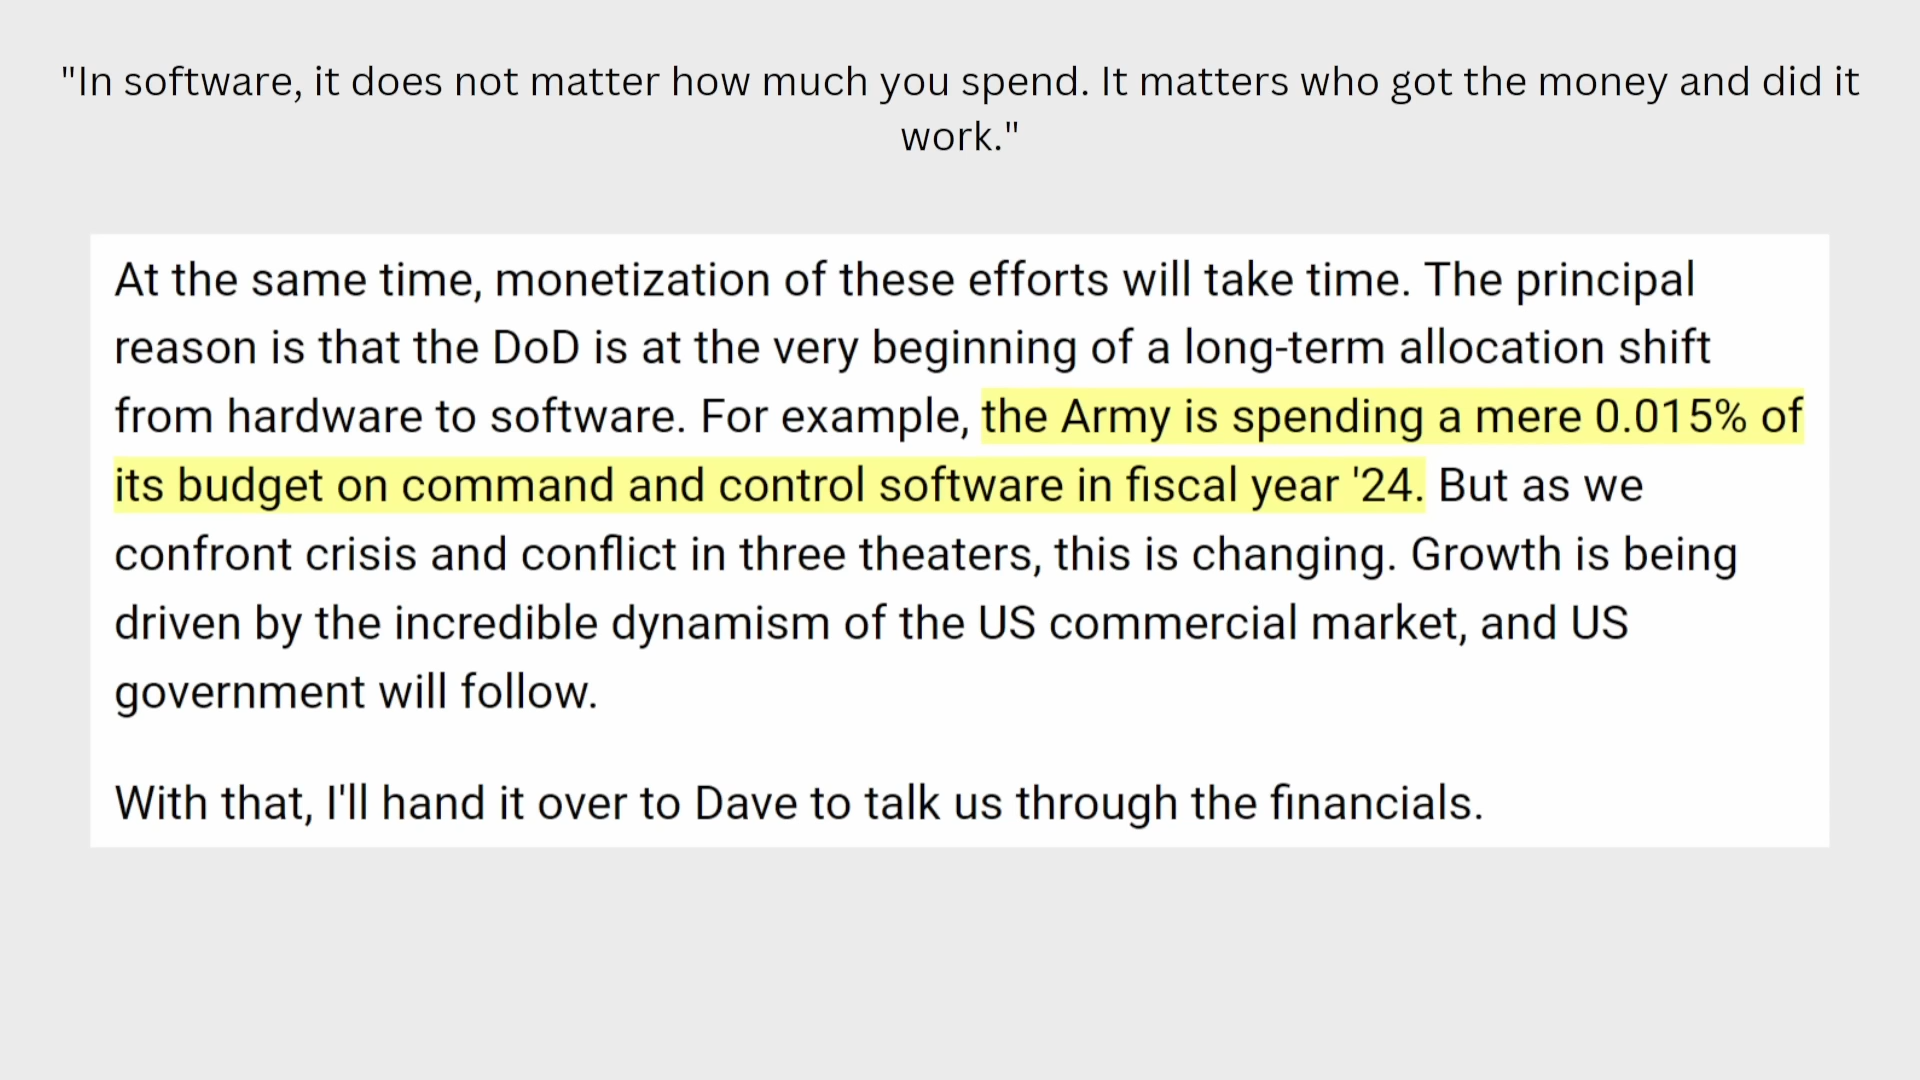 "In software, it does not matter how much you spend. It matters who got the money and did it
work."
At the same time, monetization of these efforts will take time. The principal
reason is that the DoD is at the very beginning of a long-term allocation shift
from hardware to software. For example, the Army is spending a mere 0.015% of
its budget on command and control software in fiscal year '24. But as we
confront crisis and conflict in three theaters, this is changing. Growth is being
driven by the incredible dynamism of the US commercial market, and US
government will follow.
With that, I'll hand it over to Dave to talk us through the financials.